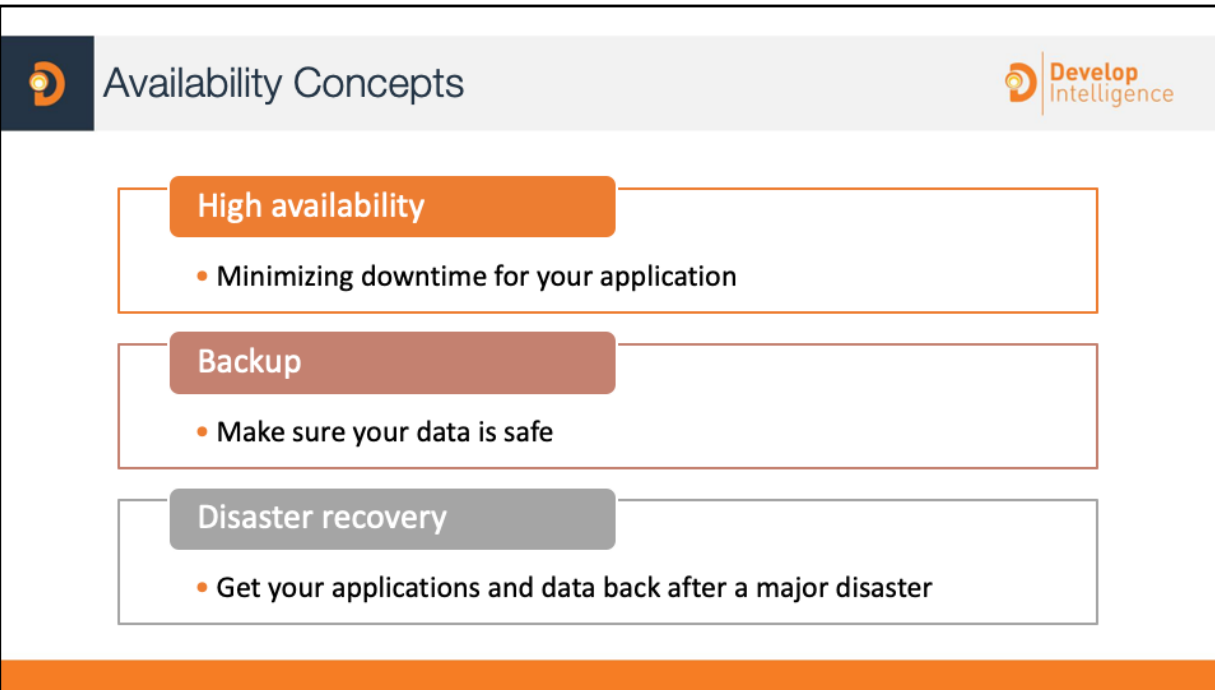 Availability Concepts
Develop
Intelligence
High availability
• Minimizing downtime for your application
Backup
• Make sure your data is safe
Disaster recovery
• Get your applications and data back after a major disaster